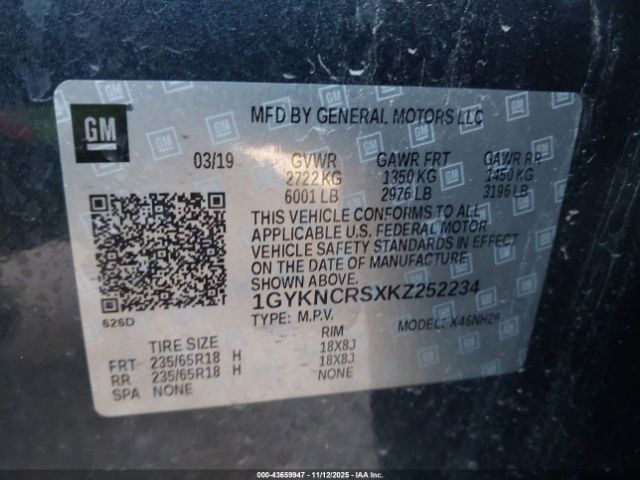 GM
MFD BY GENERAL MOTORS LLC
03/19 GVWR GAWR FRT GAWR RR
2722 KG 1350 KG 1450 KG
6001 LB 2976 LB 3196 LB
THIS VEHICLE CONFORMS TO ALL
APPLICABLE U.S. FEDERAL MOTOR
VEHICLE SAFETY STANDARDS IN EFFECT
ON THE DATE OF MANUFACTURE
SHOWN ABOVE.
1GYKNCRSXKZ252234
626D
TYPE: M.P.V. MODEL:
TIRE SIZE RIM
FRT 235/65R18 H 18X8J
RR 235/65R18 H 18X8J
SPA NONE NONE
000-43659947 - 11/12/2025 - IAA Inc.